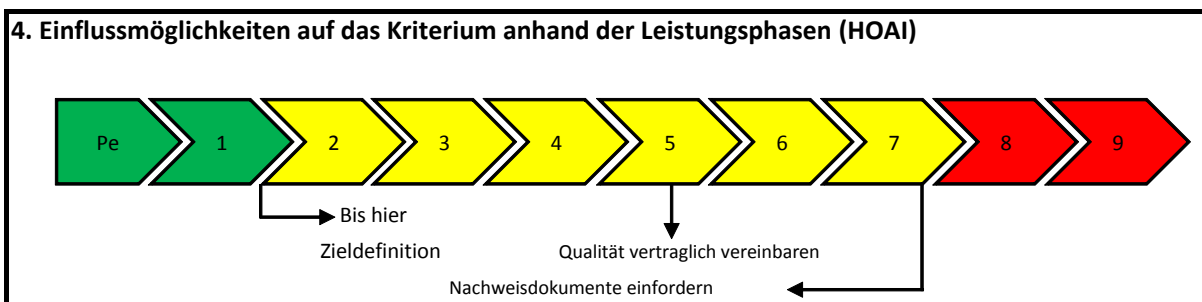 4. Einflussmöglichkeiten auf das Kriterium anhand der Leistungsphasen (HOAI)
Pe 1 2 3 4 5 6 7 8 9
Bis hier
Zieldefinition
Qualität vertraglich vereinbaren
Nachweisdokumente einfordern